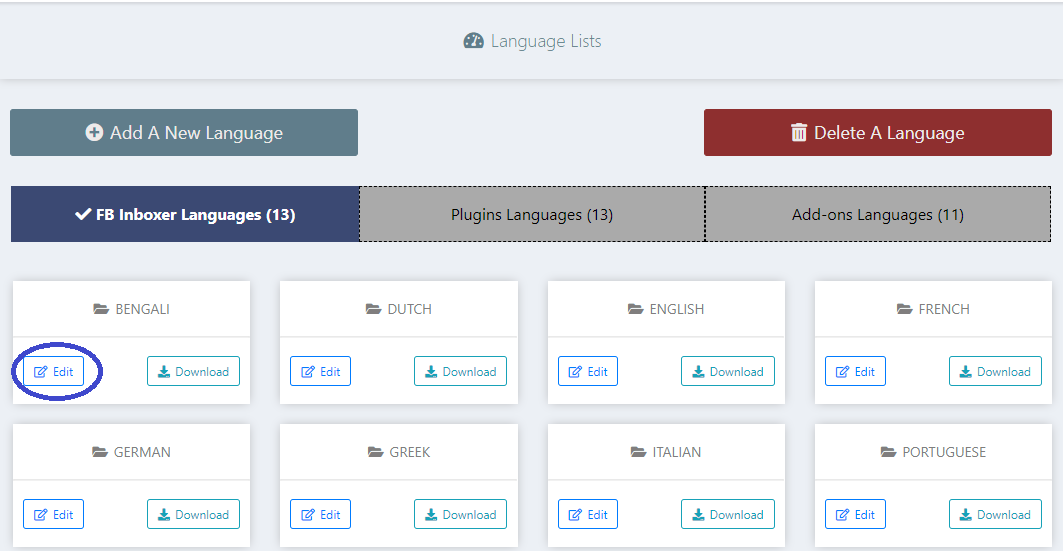 Language Lists
Add A New Language
Delete A Language
FB Inboxer Languages (13)
Plugins Languages (13)
Add-ons Languages (11)
BENGALI
DUTCH
ENGLISH
FRENCH
Edit
Download
Edit
Download
Edit
Download
Edit
Download
GERMAN
GREEK
ITALIAN
PORTUGUESE
Edit
Download
Edit
Download
Edit
Download
Edit
Download